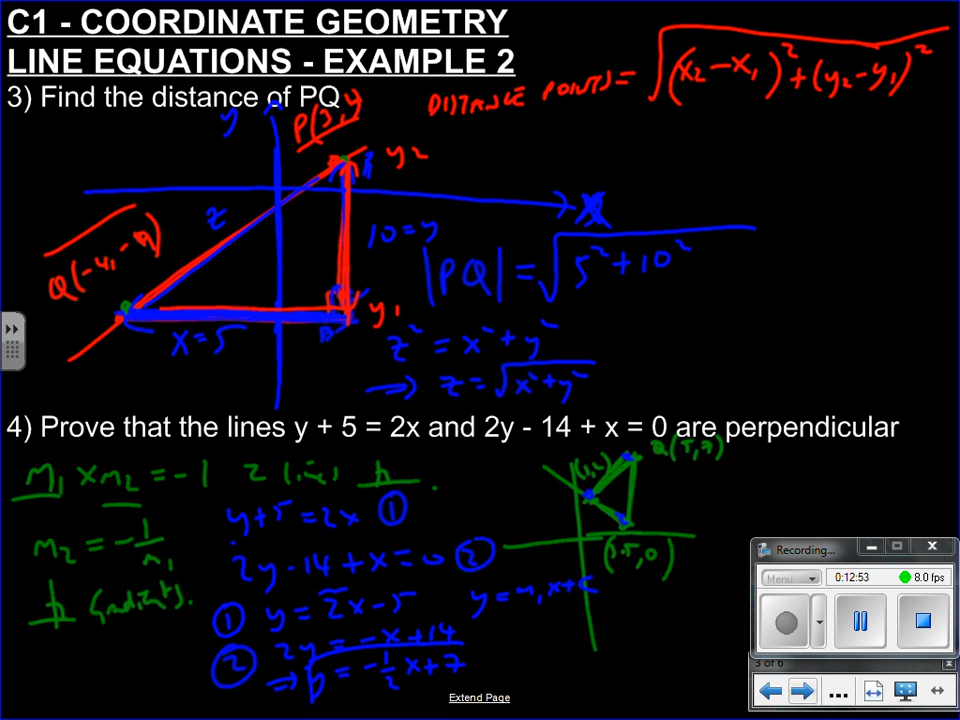 C1 - COORDINATE GEOMETRY
LINE EQUATIONS - EXAMPLE 2
3) Find the distance of PQ
DISTANCE POINTS = √(x₂ - x₁)² + (y₂ - y₁)²
y
P(3,4)
y₂
x
z
10 = y
|PQ| = √5² + 10²
y₁
x = 5
z² = x² + y²
⇒ z = √x² + y²
4) Prove that the lines y + 5 = 2x and 2y - 14 + x = 0 are perpendicular
m₁ × m₂ = -1 2 lines
m₂ = -1/m₁
gradients.
y + 5 = 2x ①
2y - 14 + x = 0 ②
① y = 2x - 5
y = m₁x + c
② 2y = -x + 14
⇒ y = -1/2 x + 7
Recording...
Menu
0:12:53
8.0 fps
3 of 6
Extend Page